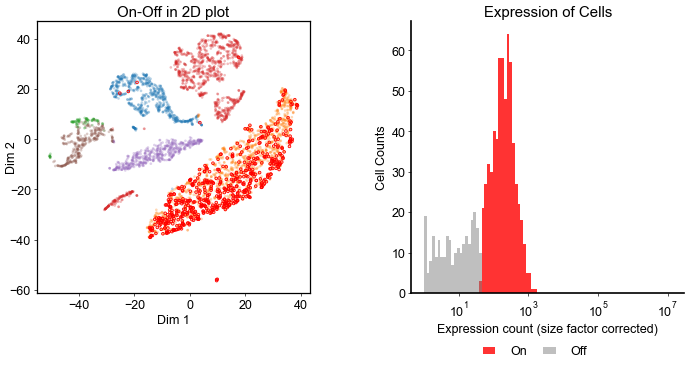 On-Off in 2D plot
40
20
0
−20
−40
−60
Dim 2
−40 −20 0 20 40
Dim 1
Expression of Cells
60
50
40
30
20
10
0
Cell Counts
10^1 10^3 10^5 10^7
Expression count (size factor corrected)
On Off